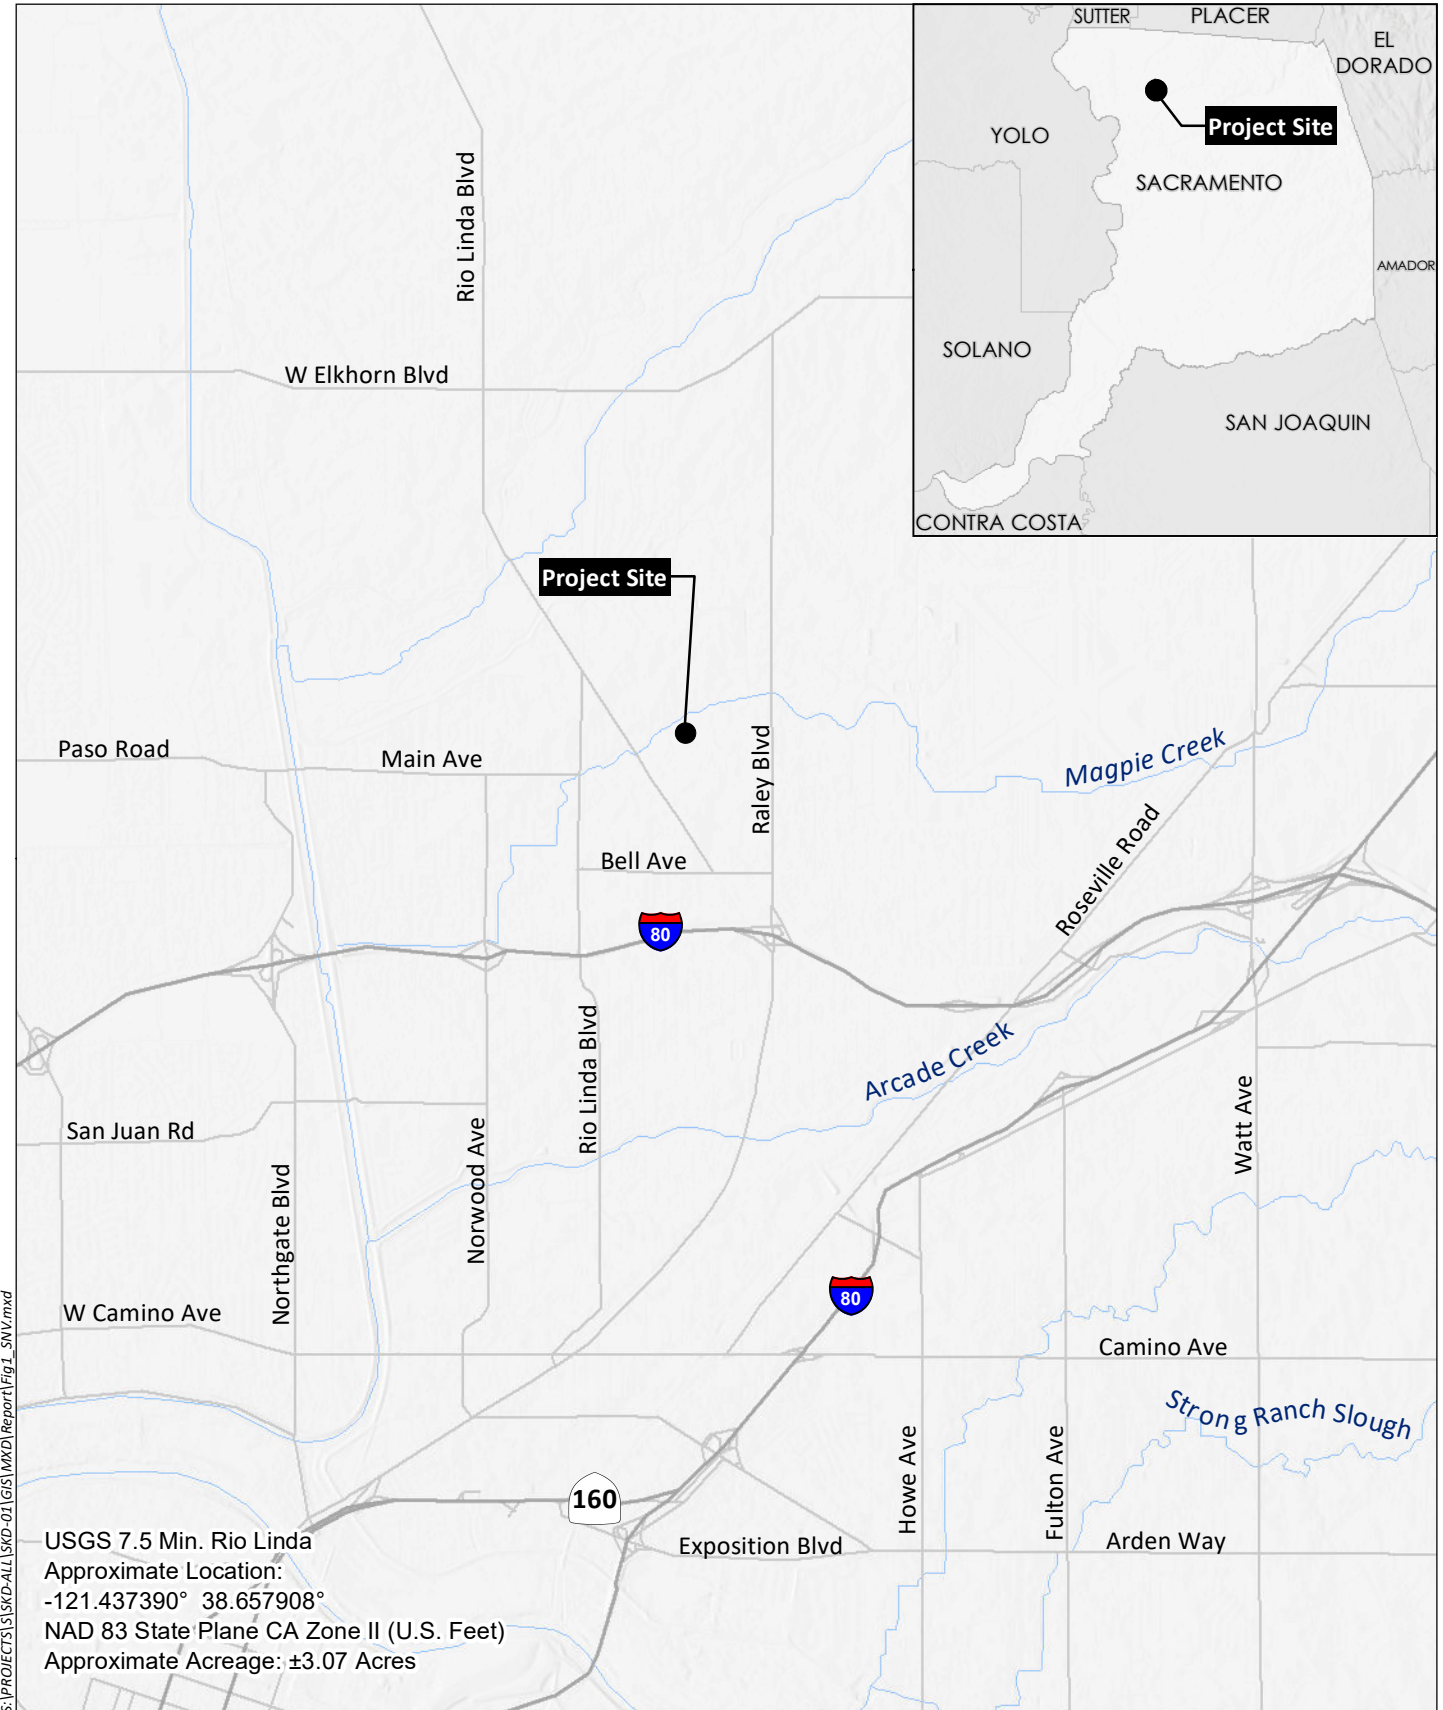 SUTTER
PLACER
EL
DORADO
Project Site
YOLO
SACRAMENTO
AMADOR
SOLANO
SAN JOAQUIN
CONTRA COSTA
Rio Linda Blvd
W Elkhorn Blvd
Project Site
Paso Road
Main Ave
Raley Blvd
Magpie Creek
Bell Ave
Roseville Road
80
Arcade Creek
Rio Linda Blvd
San Juan Rd
Norwood Ave
Northgate Blvd
Watt Ave
80
W Camino Ave
Camino Ave
Strong Ranch Slough
Howe Ave
Fulton Ave
160
Exposition Blvd
Arden Way
USGS 7.5 Min. Rio Linda
Approximate Location:
-121.437390° 38.657908°
NAD 83 State Plane CA Zone II (U.S. Feet)
Approximate Acreage: ±3.07 Acres
S:\PROJECTS\S\SKD-ALL\SKD-01\GIS\MXD\Report\Fig1_SNV.mxd